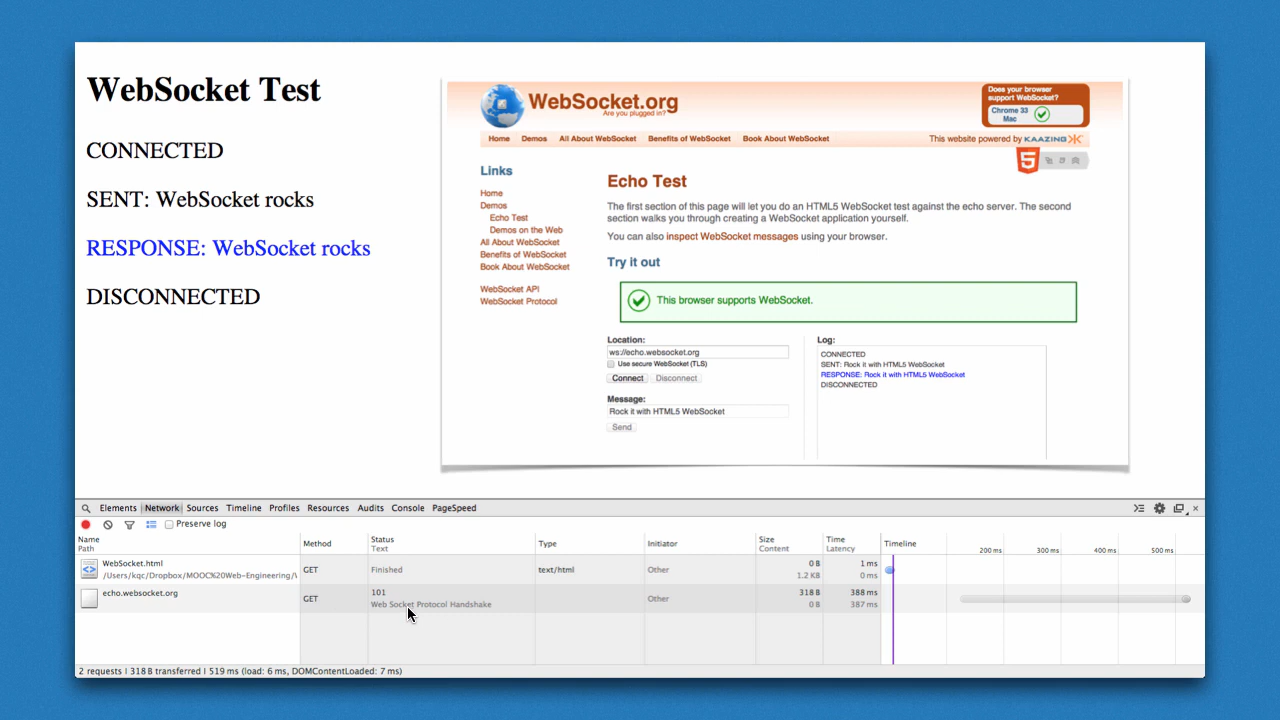 WebSocket Test
CONNECTED
SENT: WebSocket rocks
RESPONSE: WebSocket rocks
DISCONNECTED
WebSocket.org
Are you plugged in?
Does your browser
support WebSocket?
Chrome 33
Mac
Home Demos All About WebSocket Benefits of WebSocket Book About WebSocket
This website powered by KAAZING
5
Links
Home
Demos
Echo Test
Demos on the Web
All About WebSocket
Benefits of WebSocket
Book About WebSocket
WebSocket API
WebSocket Protocol
Echo Test
The first section of this page will let you do an HTML5 WebSocket test against the echo server. The second
section walks you through creating a WebSocket application yourself.
You can also inspect WebSocket messages using your browser.
Try it out
This browser supports WebSocket.
Location:
ws://echo.websocket.org
Use secure WebSocket (TLS)
Connect Disconnect
Message:
Rock it with HTML5 WebSocket
Send
Log:
CONNECTED
SENT: Rock it with HTML5 WebSocket
RESPONSE: Rock it with HTML5 WebSocket
DISCONNECTED
Elements Network Sources Timeline Profiles Resources Audits Console PageSpeed
Preserve log
Name Method Status Type Initiator Size Time Timeline
Path Text Content Latency 200 ms 300 ms 400 ms 500 ms
WebSocket.html GET Finished text/html Other 0 B 1 ms
/Users/kqc/Dropbox/MOOC%20Web-Engineering/ 1.2 KB 0 ms
echo.websocket.org GET 101 Other 318 B 388 ms
Web Socket Protocol Handshake 0 B 387 ms
2 requests | 318 B transferred | 519 ms (load: 6 ms, DOMContentLoaded: 7 ms)